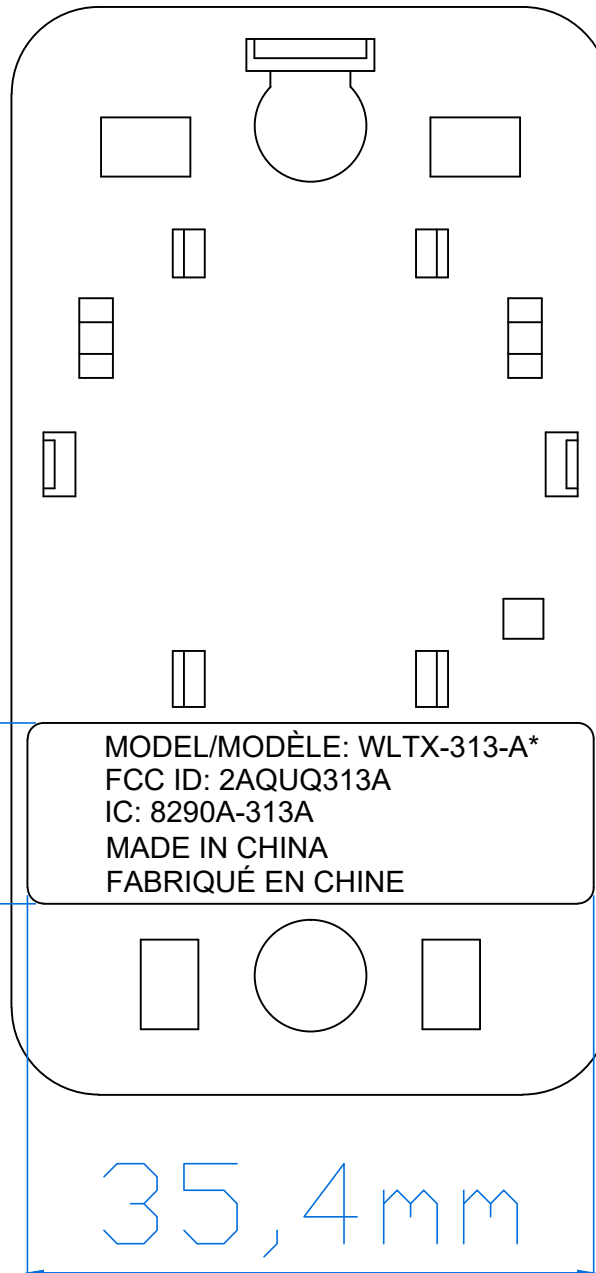 MODEL/MODÈLE: WLTX-313-A*
FCC ID: 2AQUQ313A
IC: 8290A-313A
MADE IN CHINA
FABRIQUÉ EN CHINE
35,4mm